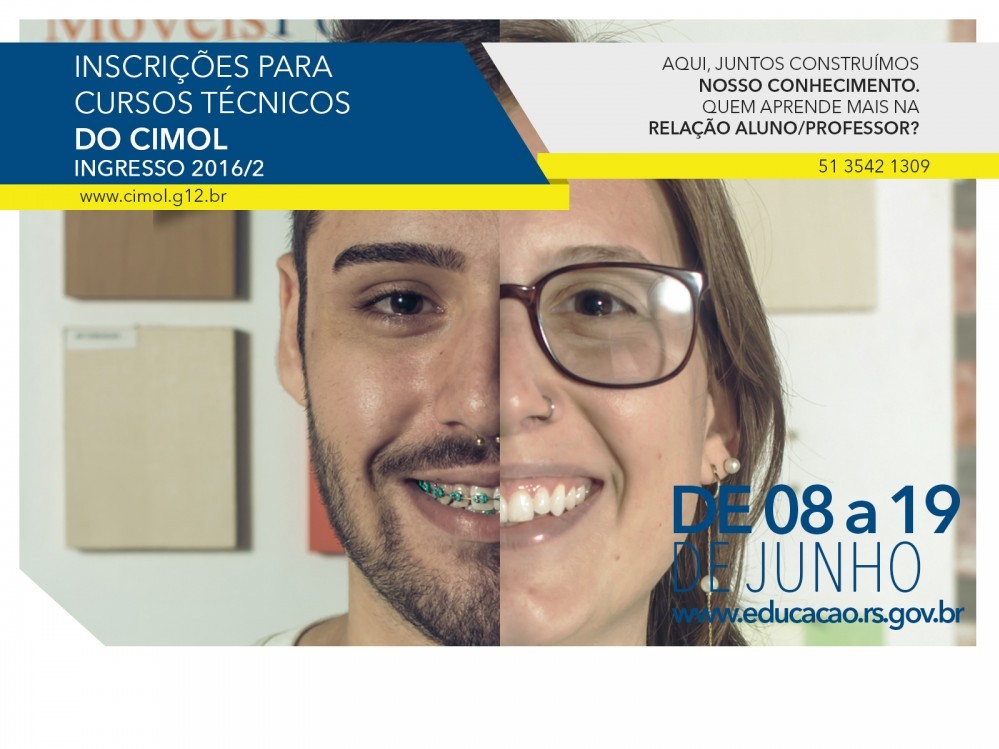 Móveis
INSCRIÇÕES PARA
CURSOS TÉCNICOS
DO CIMOL
INGRESSO 2016/2
www.cimol.g12.br
AQUI, JUNTOS CONSTRUÍMOS
NOSSO CONHECIMENTO.
QUEM APRENDE MAIS NA
RELAÇÃO ALUNO/PROFESSOR?
51 3542 1309
DE 08 a 19
DE JUNHO
www.educacao.rs.gov.br